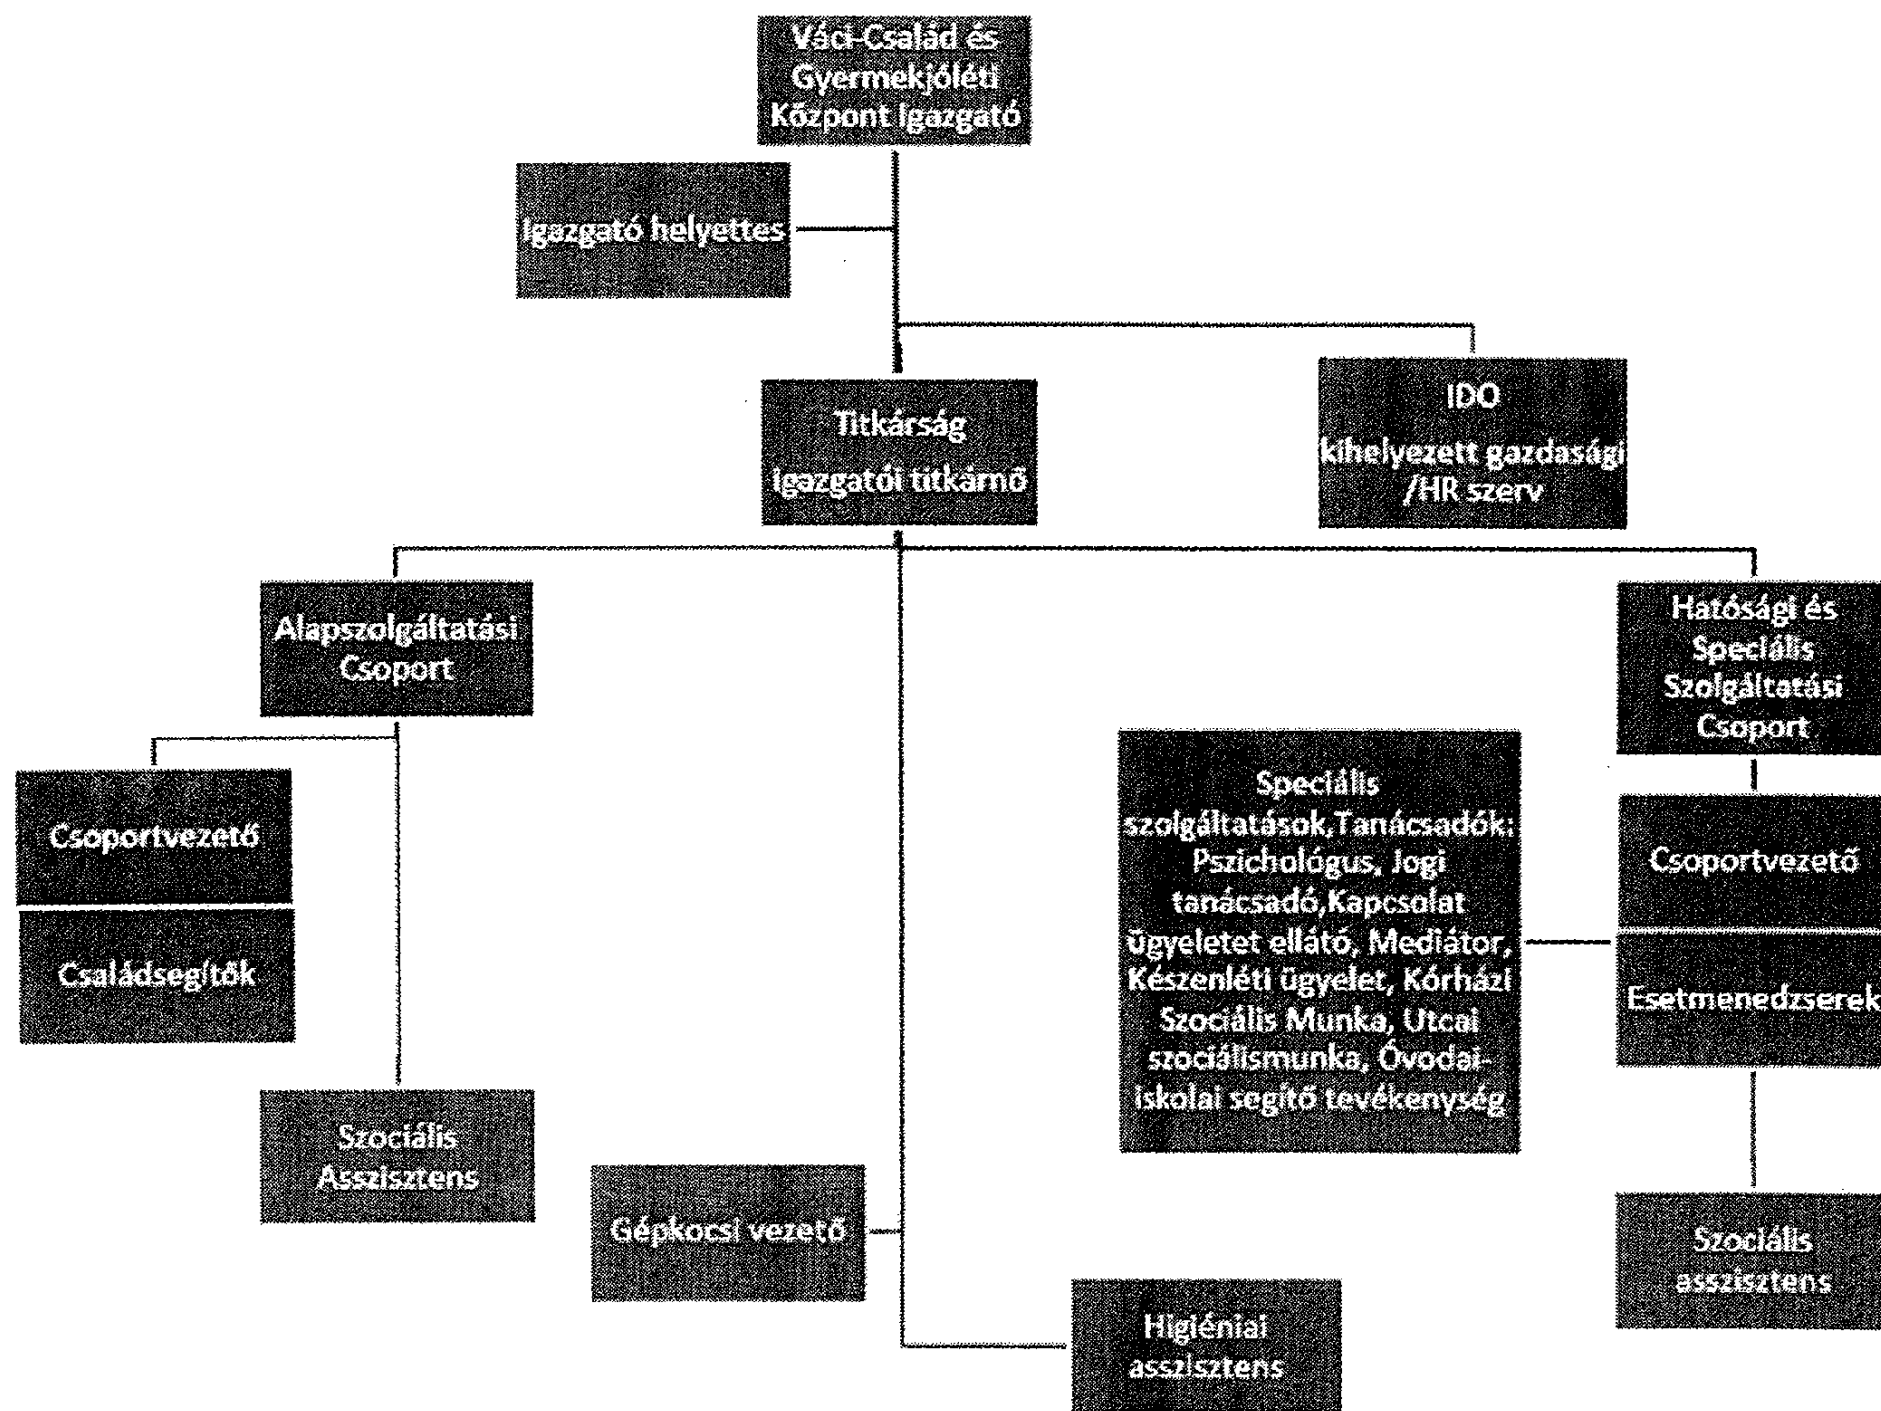 Váci-Család és
Gyermekjóléti
Központ Igazgató
Igazgató helyettes
Titkárság
igazgatói titkárnő
IDO
kihelyezett gazdasági
/HR szerv
Alapszolgáltatási
Csoport
Hatósági és
Speciális
Szolgáltatási
Csoport
Csoportvezető
Családsegítők
Szociális
Asszisztens
Speciális
szolgáltatások,Tanácsadók:
Pszichológus, Jogi
tanácsadó,Kapcsolat
ügyeletet ellátó, Mediátor,
Készenléti ügyelet, Kórházi
Szociális Munka, Utcai
szociálismunka, Óvodai-
iskolai segítő tevékenység
Csoportvezető
Esetmenedzserek
Szociális
asszisztens
Gépkocsi vezető
Higiéniai
asszisztens